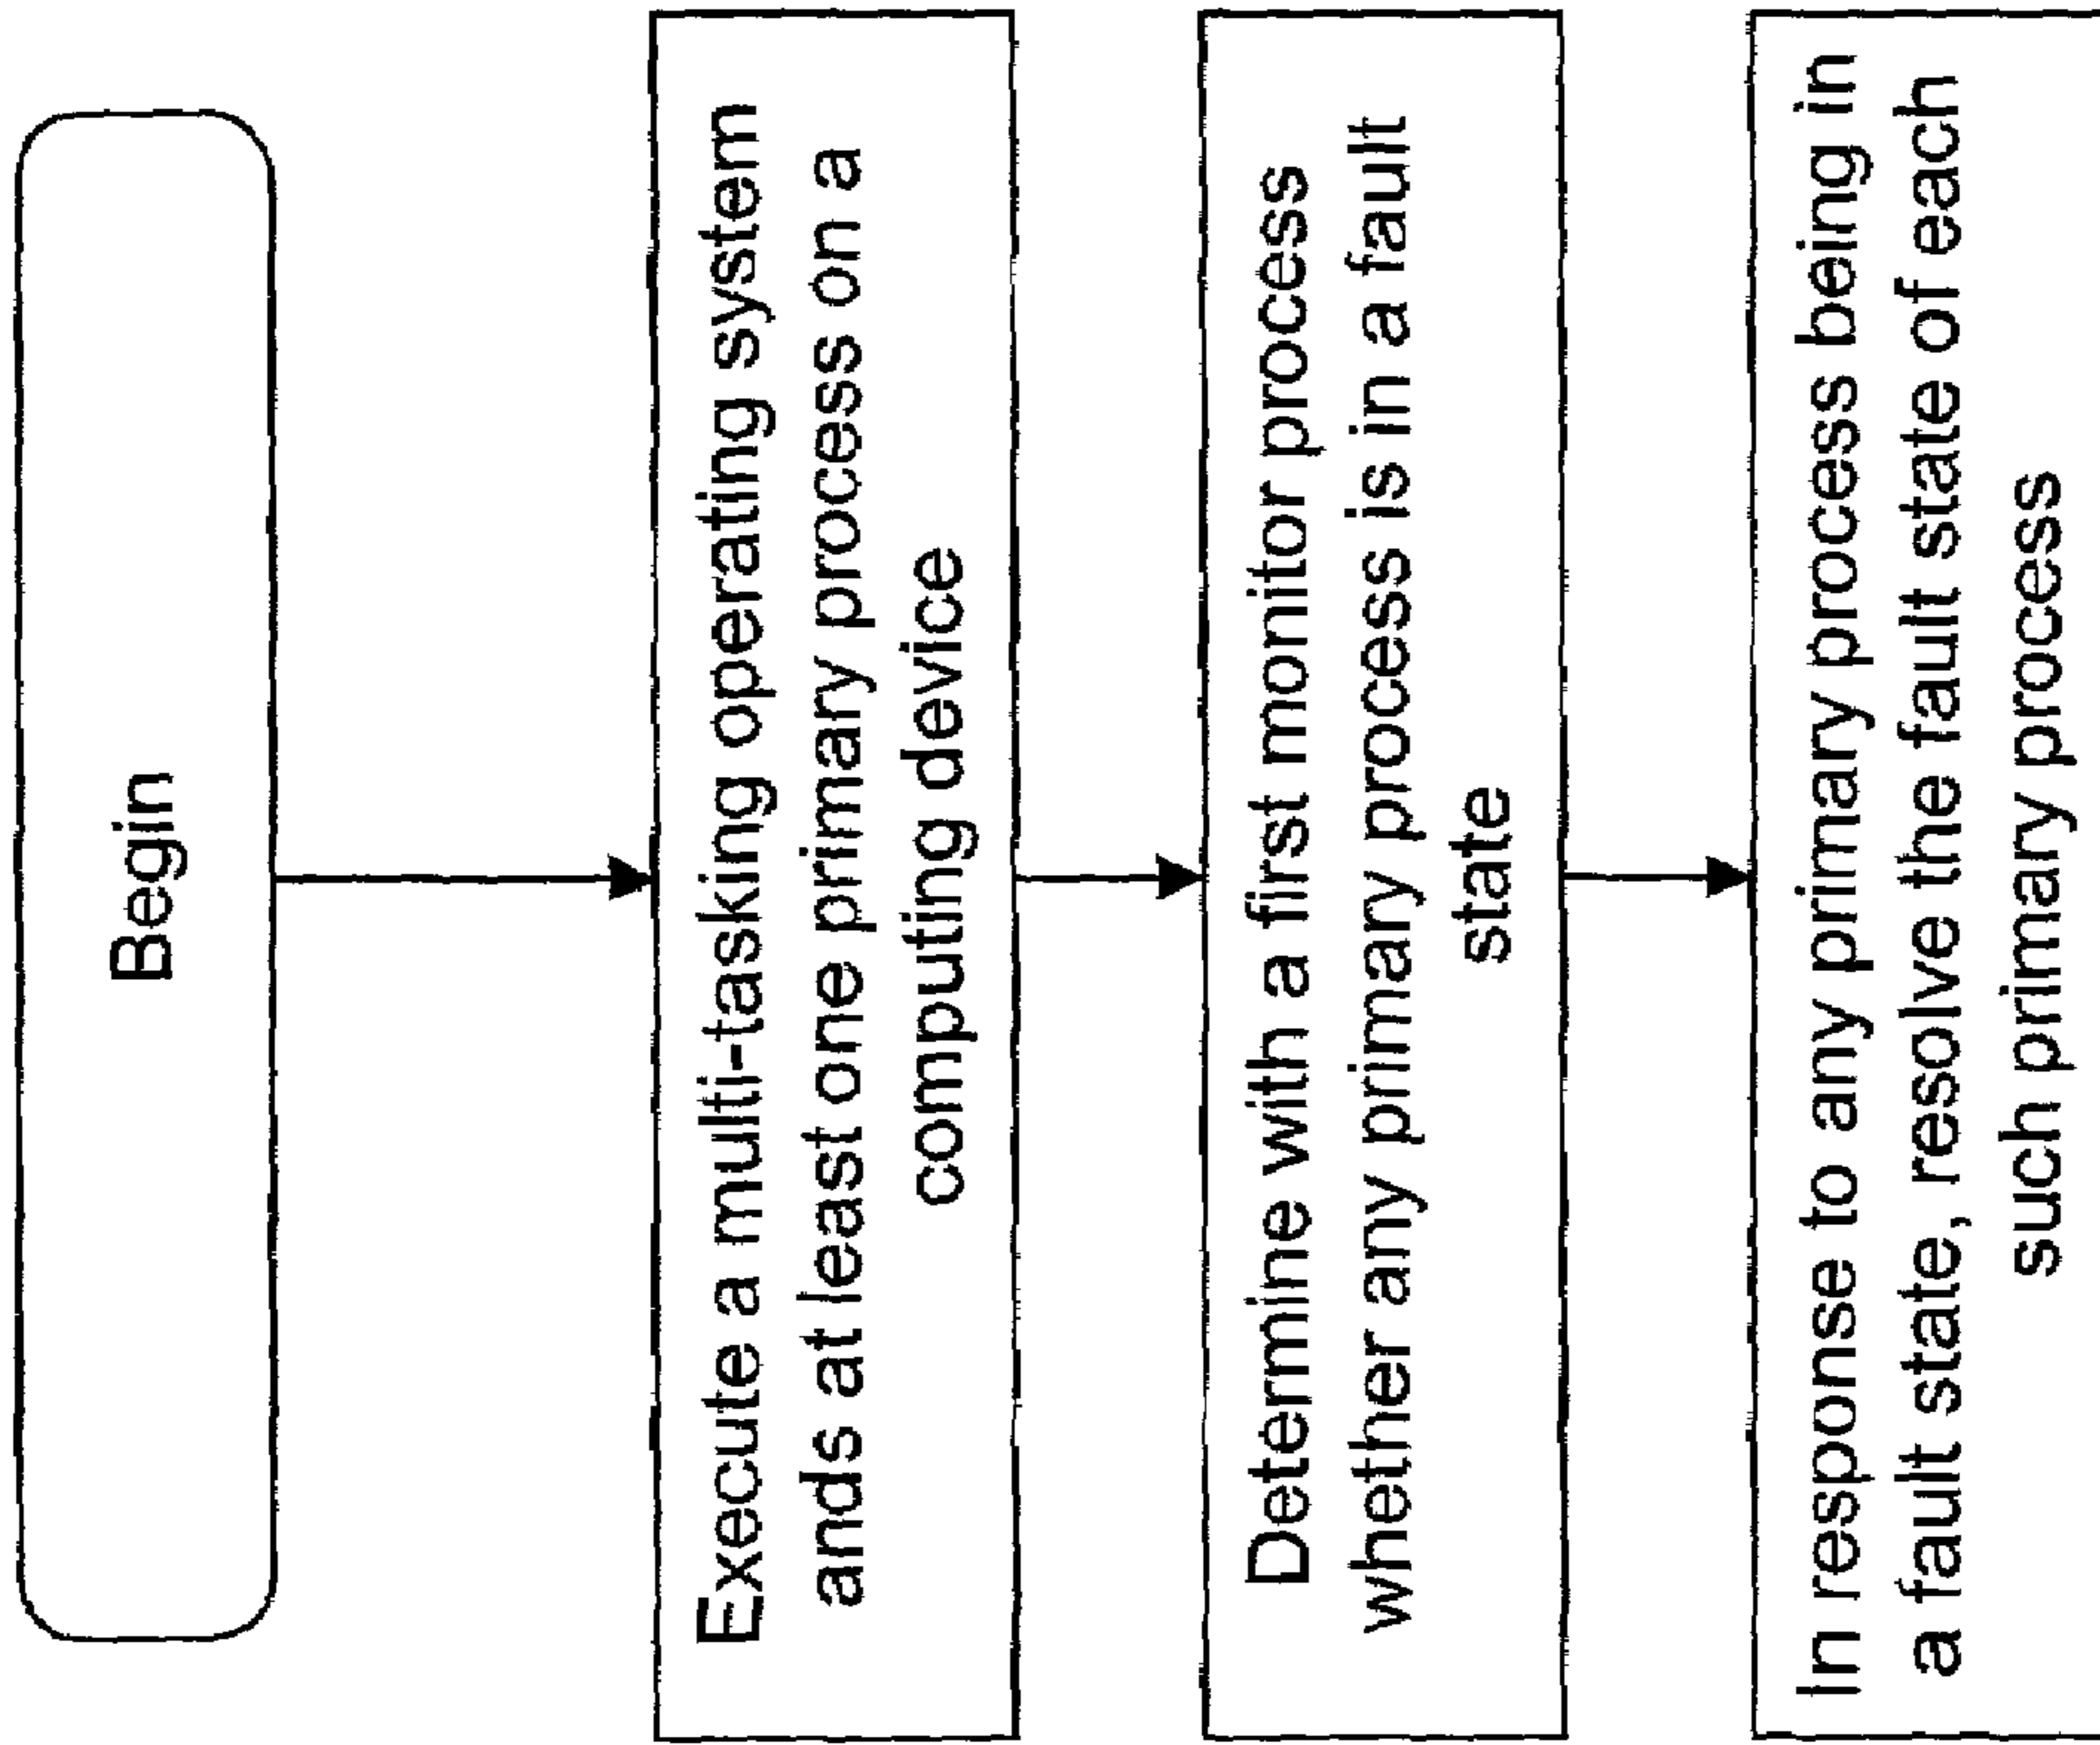 Begin
Execute a multi-tasking operating system
ands at least one primary process on a
computing device
Determine with a first monitor process
whether any primary process is in a fault
state
In response to any primary process being in
a fault state, resolve the fault state of each
such primary process